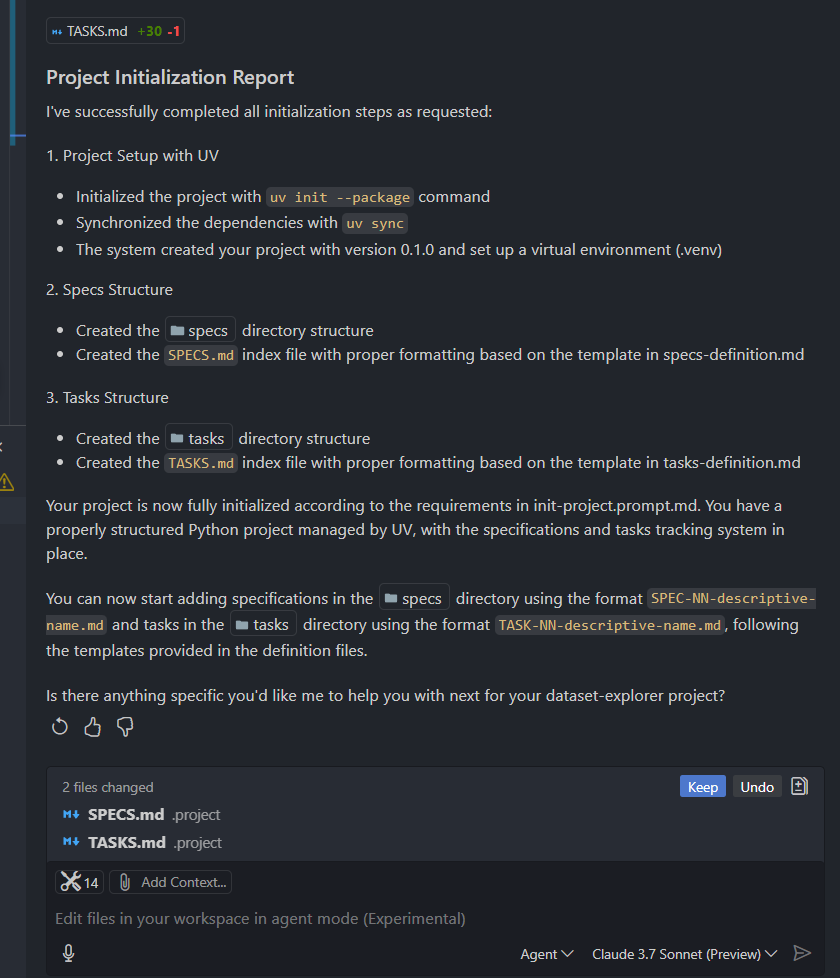 TASKS.md +30 -1
Project Initialization Report
I've successfully completed all initialization steps as requested:
1. Project Setup with UV
• Initialized the project with uv init --package command
• Synchronized the dependencies with uv sync
• The system created your project with version 0.1.0 and set up a virtual environment (.venv)
2. Specs Structure
• Created the specs directory structure
• Created the SPECS.md index file with proper formatting based on the template in specs-definition.md
3. Tasks Structure
• Created the tasks directory structure
• Created the TASKS.md index file with proper formatting based on the template in tasks-definition.md
Your project is now fully initialized according to the requirements in init-project.prompt.md. You have a
properly structured Python project managed by UV, with the specifications and tasks tracking system in
place.
You can now start adding specifications in the specs directory using the format SPEC-NN-descriptive-
name.md and tasks in the tasks directory using the format TASK-NN-descriptive-name.md, following
the templates provided in the definition files.
Is there anything specific you'd like me to help you with next for your dataset-explorer project?
2 files changed Keep Undo
SPECS.md .project
TASKS.md .project
14 Add Context...
Edit files in your workspace in agent mode (Experimental)
Agent Claude 3.7 Sonnet (Preview)